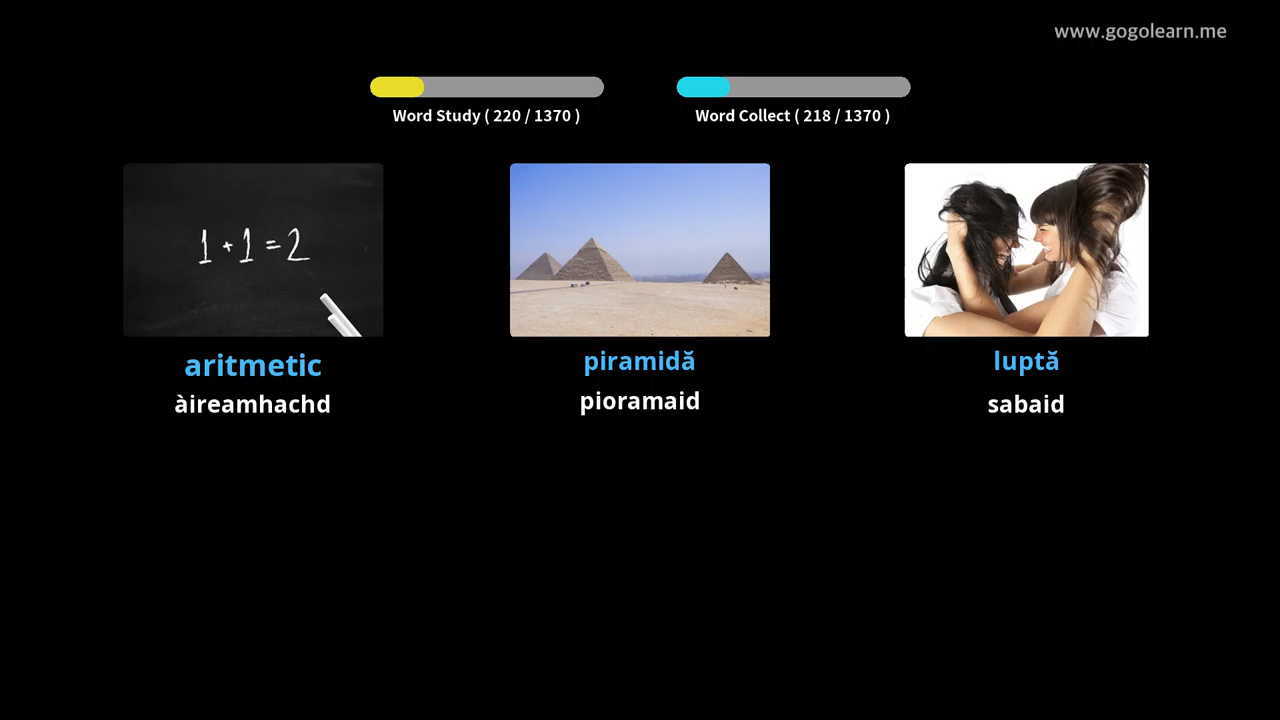 www.gogolearn.me
Word Study ( 220 / 1370 )
Word Collect ( 218 / 1370 )
1 + 1 = 2
aritmetic
àireamhachd
piramidă
pioramaid
luptă
sabaid